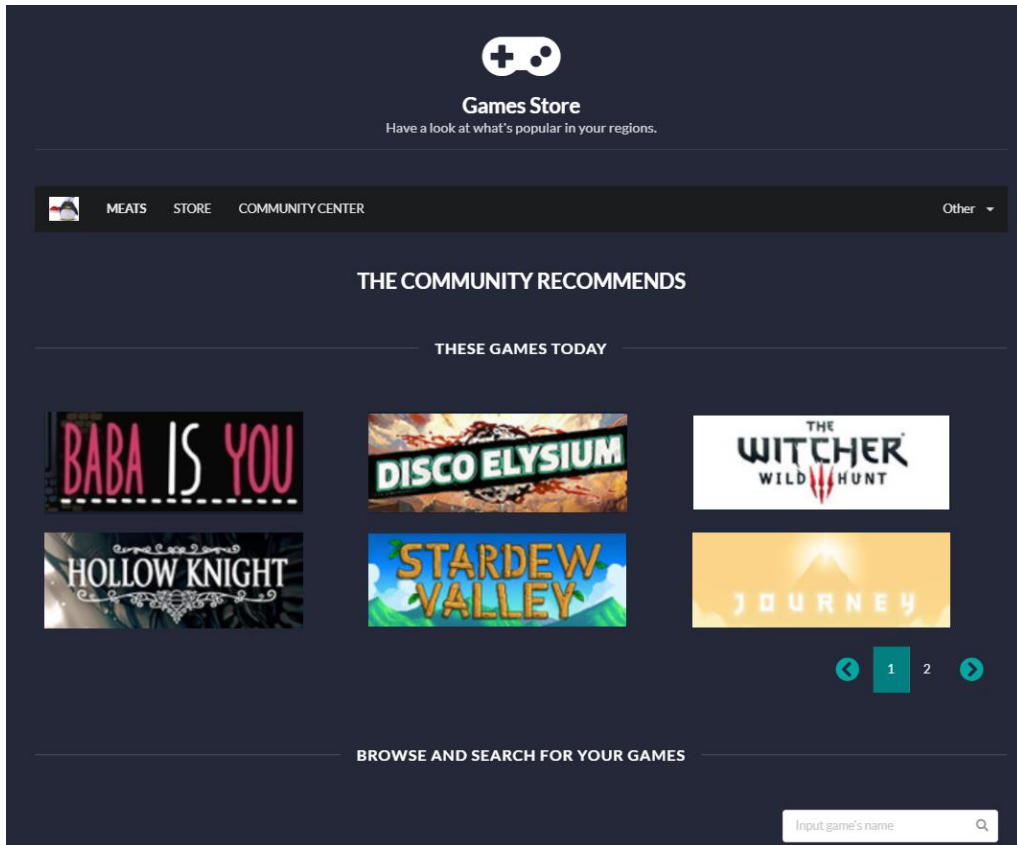 Games Store
Have a look at what's popular in your regions.
MEATS STORE COMMUNITY CENTER Other
THE COMMUNITY RECOMMENDS
THESE GAMES TODAY
BABA IS YOU
DISCO ELYSIUM
THE
WITCHER
WILD HUNT
HOLLOW KNIGHT
STARDEW
VALLEY
JOURNEY
1 2
BROWSE AND SEARCH FOR YOUR GAMES
Input game's name